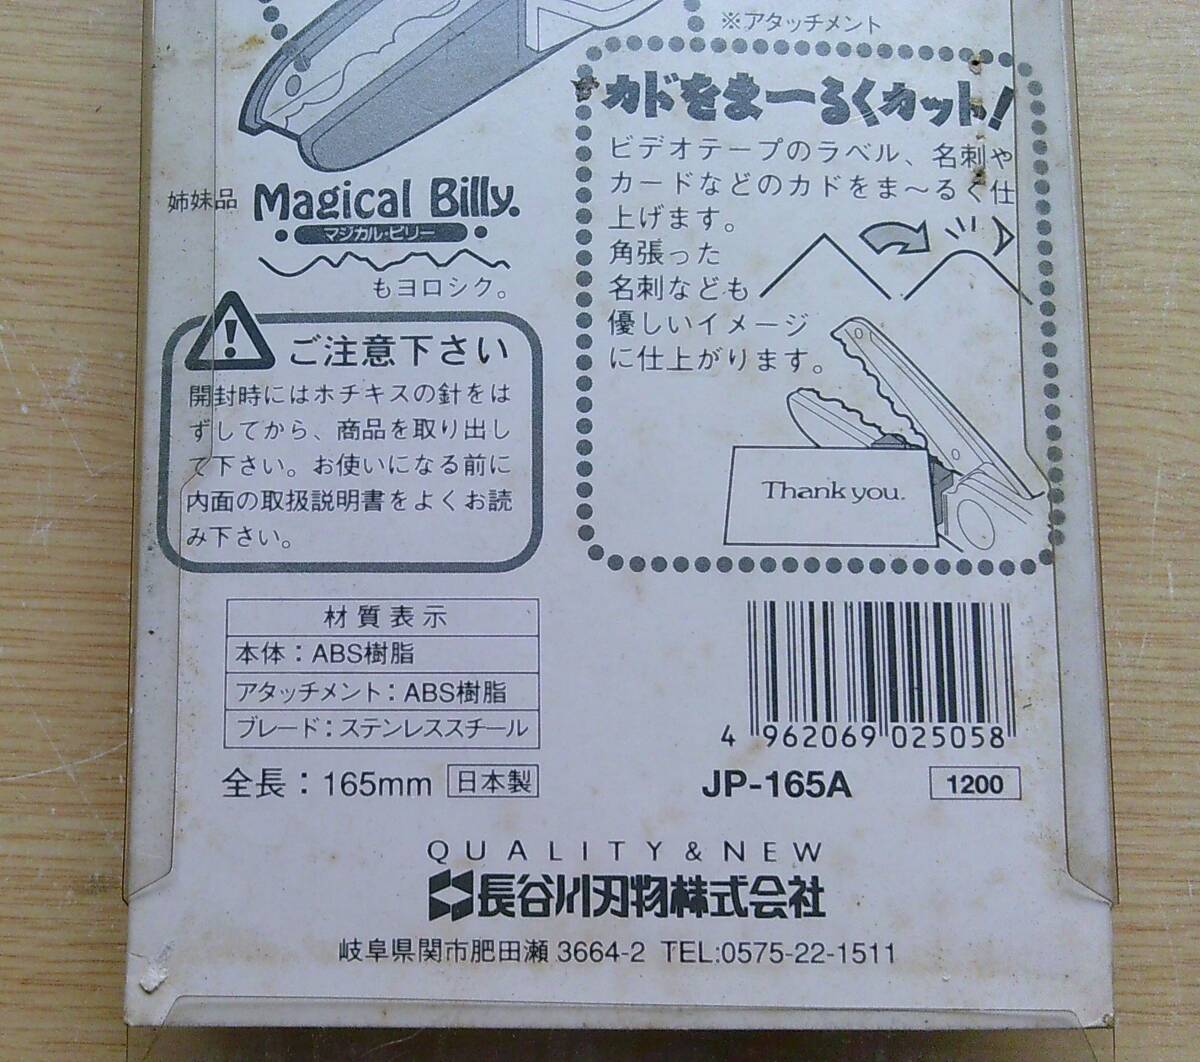 ※アタッチメント
カドをま〜るくカット!
ビデオテープのラベル、名刺や
カードなどのカドをま〜るく仕
上げます。
角張った
名刺なども
優しいイメージ
に仕上がります。
Thank you.
姉妹品 Magical Billy.
マジカル・ビリー
もヨロシク。
ご注意下さい
開封時にはホチキスの針をは
ずしてから、商品を取り出し
て下さい。お使いになる前に
内面の取扱説明書をよくお読
み下さい。
材質表示
本体：ABS樹脂
アタッチメント：ABS樹脂
ブレード：ステンレススチール
全長：165mm 日本製
4 962069 025058
JP-165A 1200
QUALITY & NEW
長谷川刃物株式会社
岐阜県関市肥田瀬 3664-2 TEL:0575-22-1511